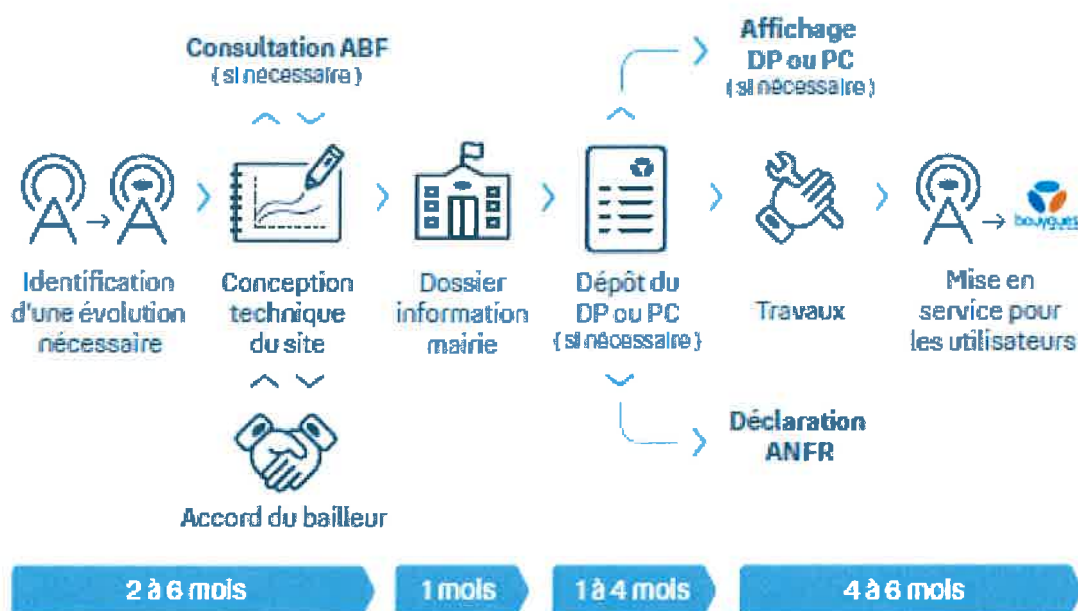 Consultation ABF
(si nécessaire)
Affichage
DP ou PC
(si nécessaire)
bouygues
Identification
d'une évolution
nécessaire
Conception
technique
du site
Dossier
information
mairie
Dépôt du
DP ou PC
(si nécessaire)
Travaux
Mise en
service pour
les utilisateurs
Accord du bailleur
Déclaration
ANFR
2 à 6 mois
1 mois
1 à 4 mois
4 à 6 mois